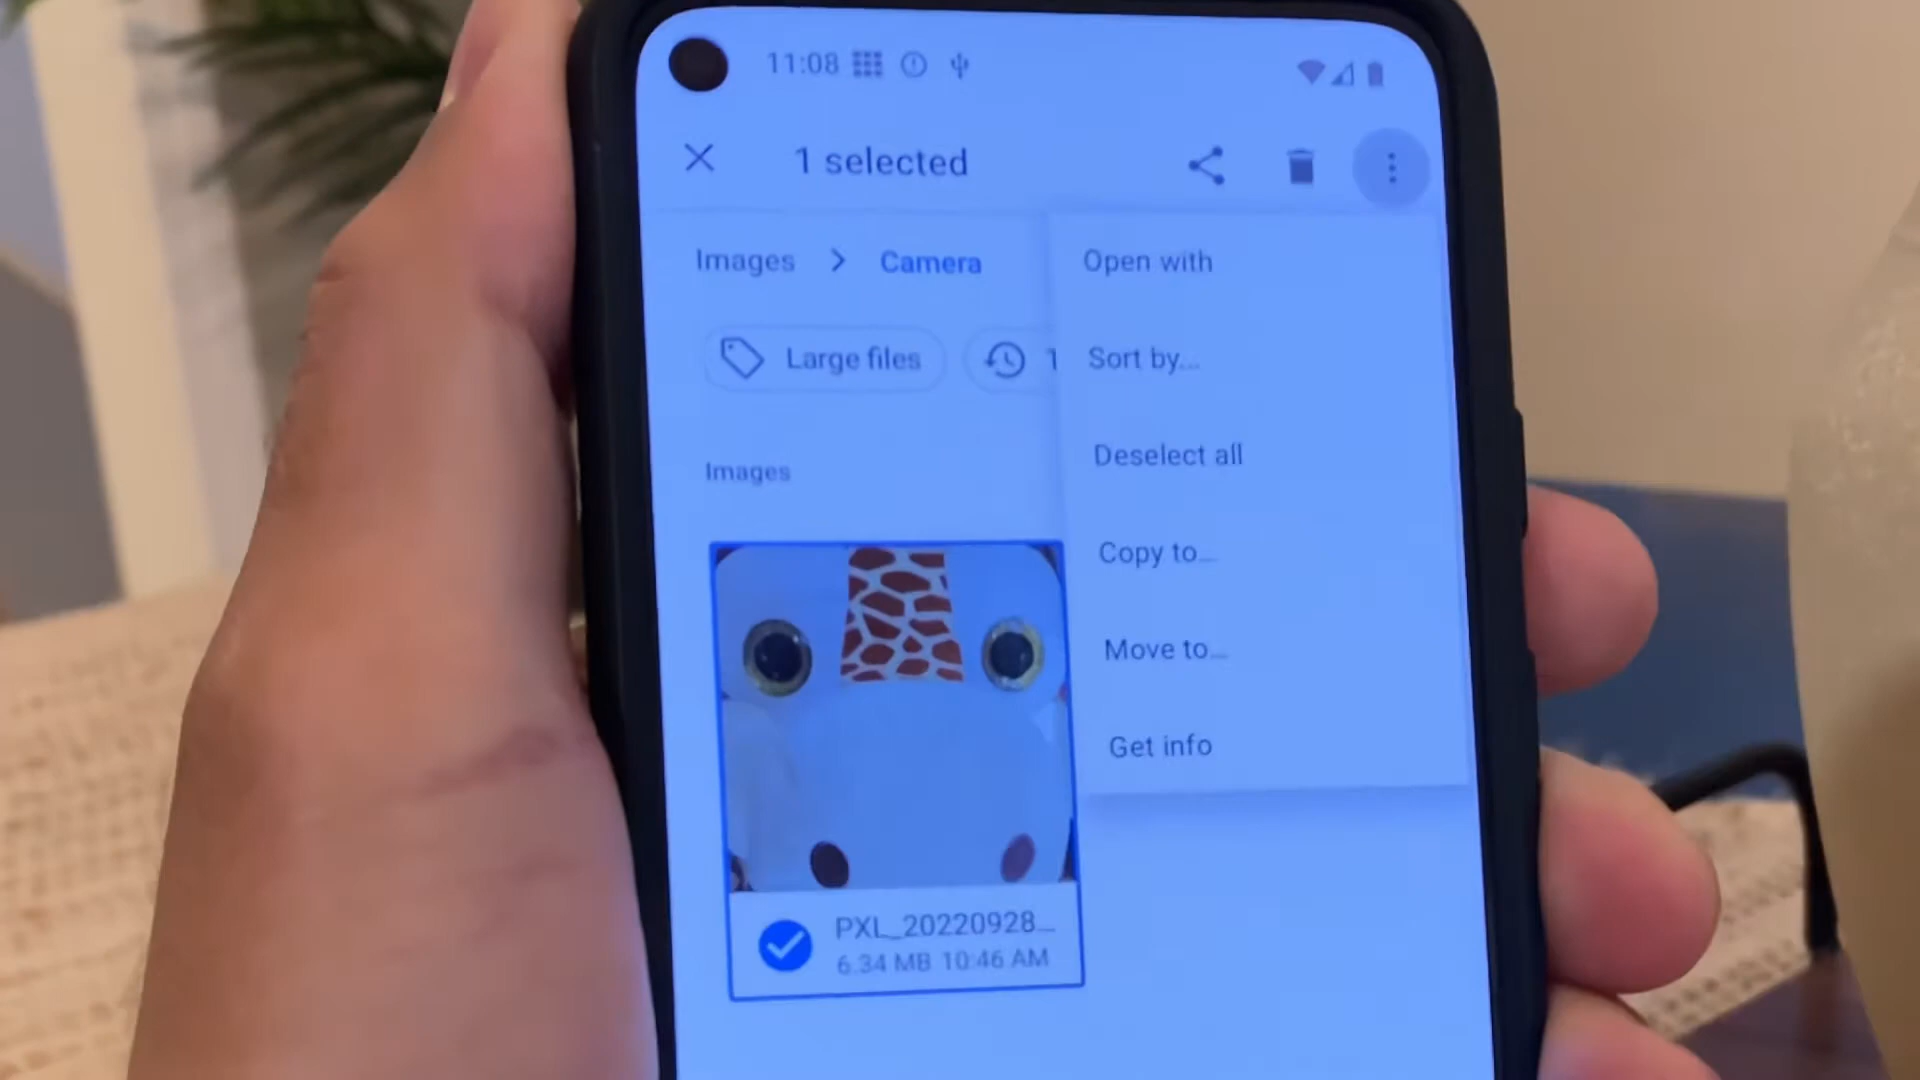 11:08
1 selected
Images > Camera
Large files
Images
PXL_20220928...
6.34 MB 10:46 AM
Open with
Sort by...
Deselect all
Copy to...
Move to...
Get info